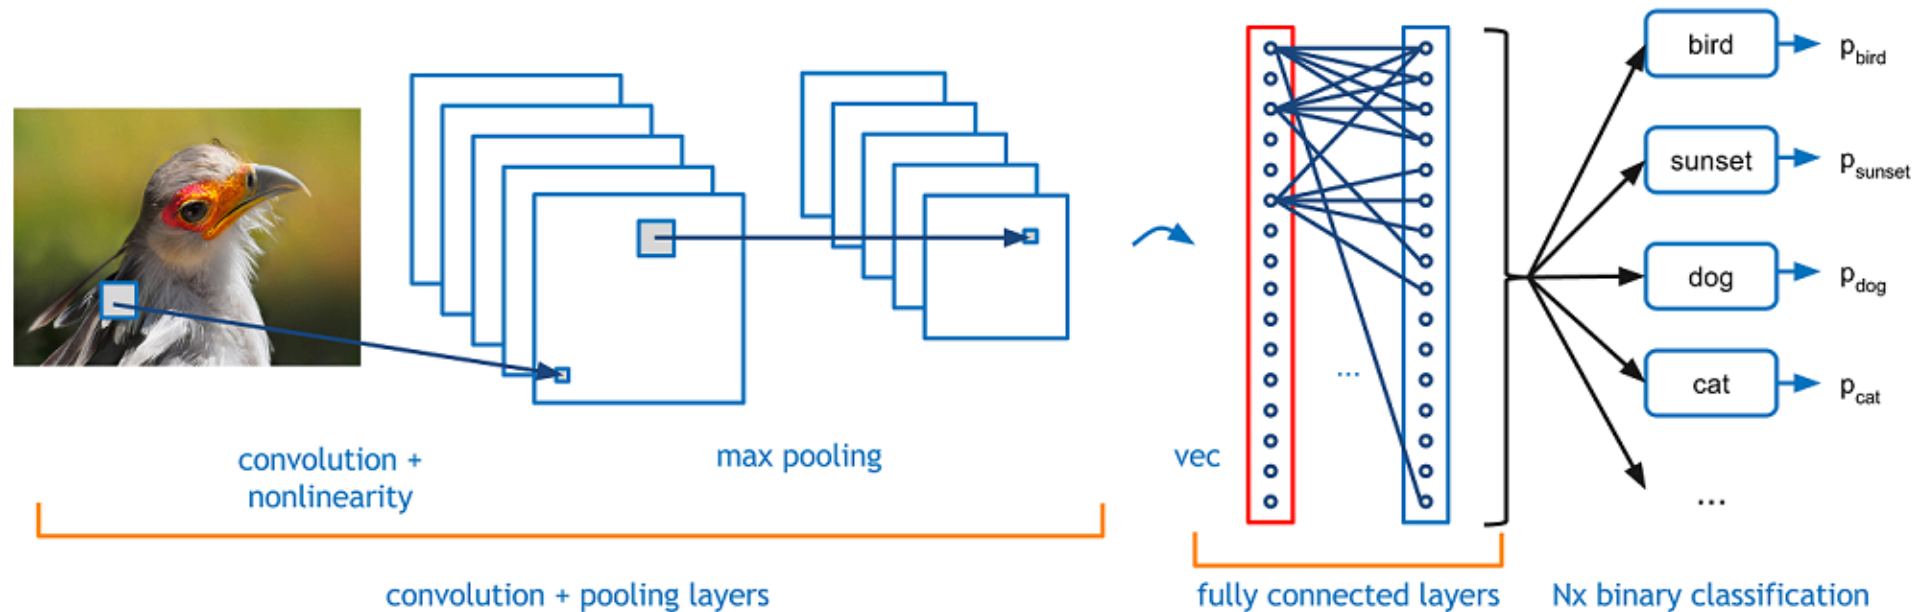 convolution +
nonlinearity
max pooling
vec
convolution + pooling layers
fully connected layers
Nx binary classification
...
bird
p_bird
sunset
p_sunset
dog
p_dog
cat
p_cat
...